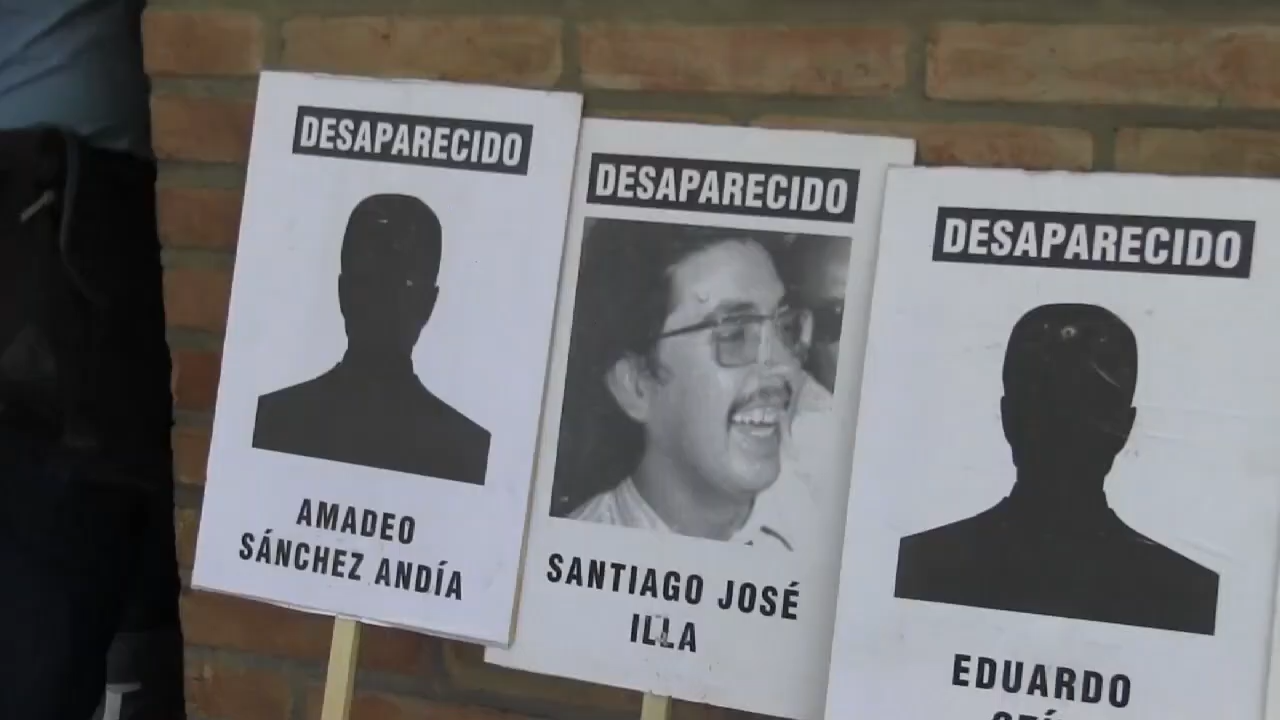 DESAPARECIDO
AMADEO
SÁNCHEZ ANDÍA
DESAPARECIDO
SANTIAGO JOSÉ
ILLA
DESAPARECIDO
EDUARDO